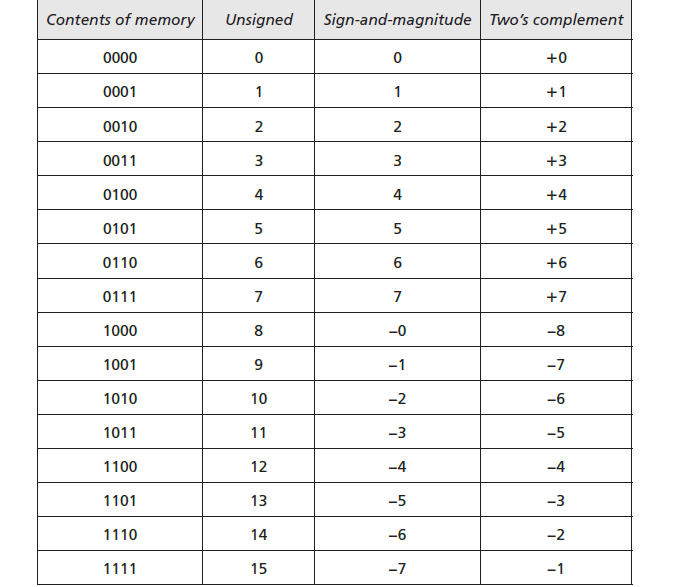 Contents of memory Unsigned Sign-and-magnitude Two’s complement
0000 0 0 +0
0001 1 1 +1
0010 2 2 +2
0011 3 3 +3
0100 4 4 +4
0101 5 5 +5
0110 6 6 +6
0111 7 7 +7
1000 8 −0 −8
1001 9 −1 −7
1010 10 −2 −6
1011 11 −3 −5
1100 12 −4 −4
1101 13 −5 −3
1110 14 −6 −2
1111 15 −7 −1